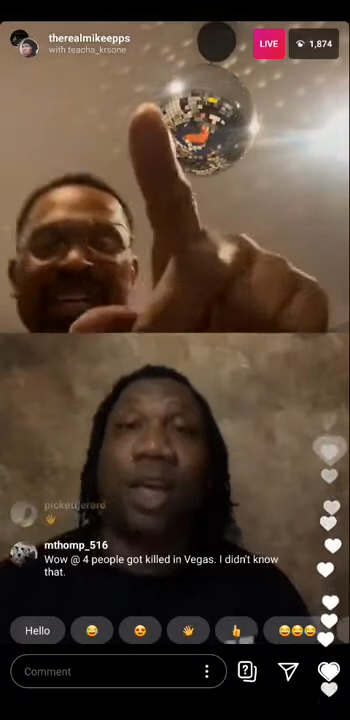 therealmikeepps
with teacha_krsone
LIVE
1,874
pickettjerard
mthomp_516
Wow @ 4 people got killed in Vegas. I didn't know
that.
Hello
Comment